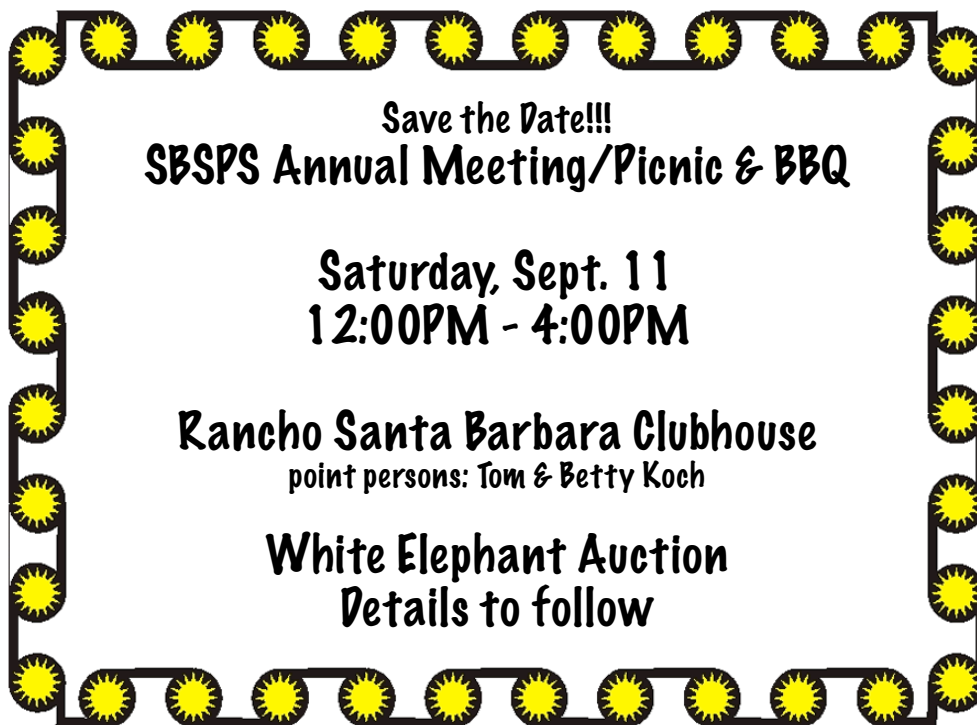 Save the Date!!!
SBSPS Annual Meeting/Picnic & BBQ
Saturday, Sept. 11
12:00PM - 4:00PM
Rancho Santa Barbara Clubhouse
point persons: Tom & Betty Koch
White Elephant Auction
Details to follow